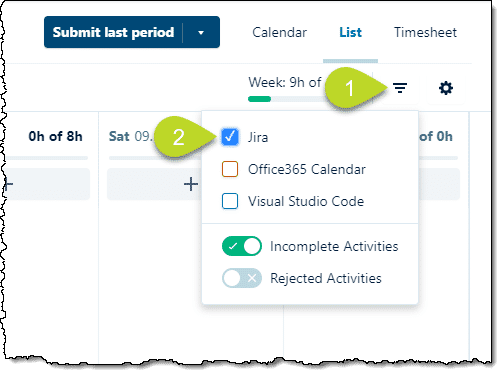 Submit last period
Calendar
List
Timesheet
Week: 9h of
1
0h of 8h
Sat 09.
of 0h
2
Jira
Office365 Calendar
Visual Studio Code
Incomplete Activities
Rejected Activities